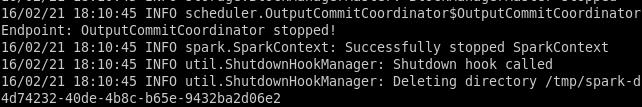 16/02/21 18:10:45 INFO scheduler.OutputCommitCoordinator$OutputCommitCoordinator
Endpoint: OutputCommitCoordinator stopped!
16/02/21 18:10:45 INFO spark.SparkContext: Successfully stopped SparkContext
16/02/21 18:10:45 INFO util.ShutdownHookManager: Shutdown hook called
16/02/21 18:10:45 INFO util.ShutdownHookManager: Deleting directory /tmp/spark-d
4d74232-40de-4b8c-b65e-9432ba2d06e2